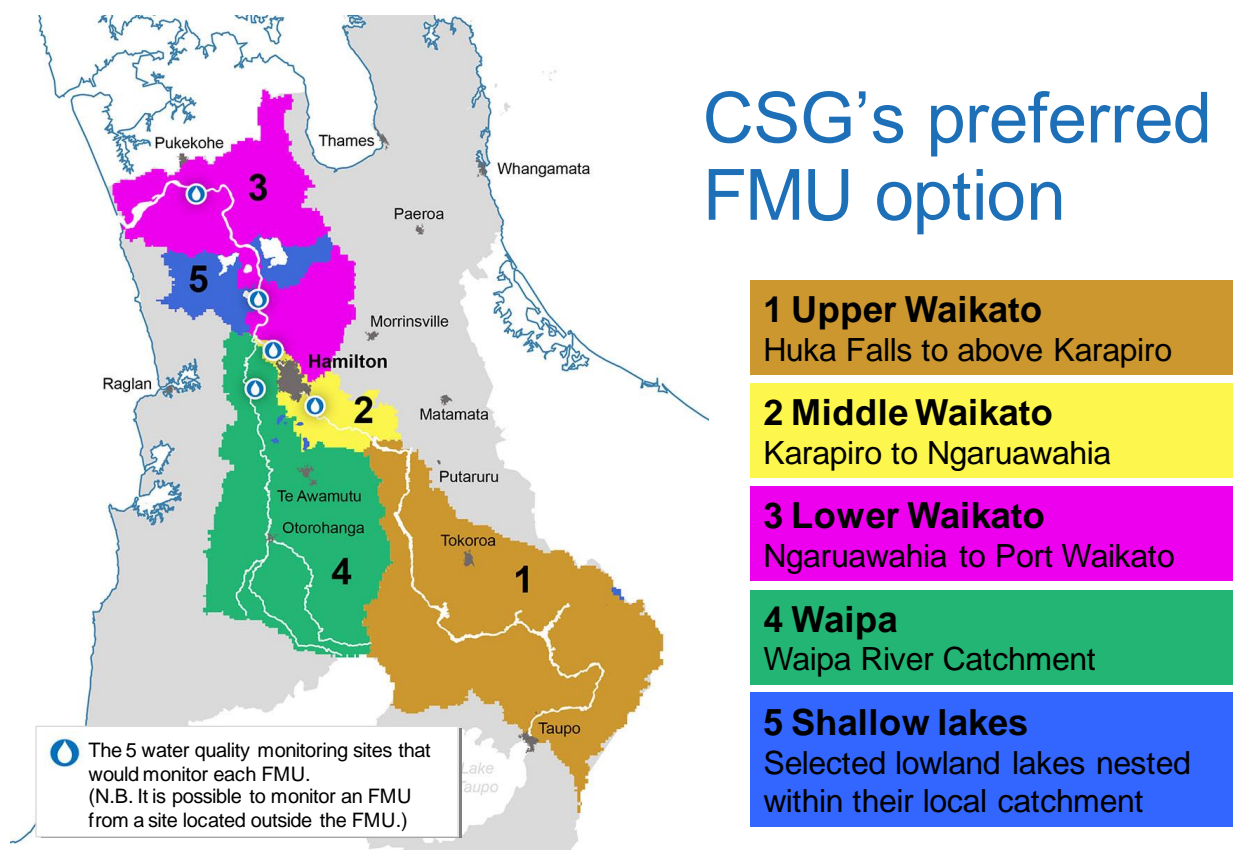 CSG's preferred
FMU option
Pukekohe
Thames
Whangamata
3
Paeroa
5
Morrinsville
Hamilton
Raglan
2
Matamata
Putaruru
Te Awamutu
Otorohanga
Tokoroa
4
1
Taupo
Lake
Taupo
The 5 water quality monitoring sites that
would monitor each FMU.
(N.B. It is possible to monitor an FMU
from a site located outside the FMU.)
1 Upper Waikato
Huka Falls to above Karapiro
2 Middle Waikato
Karapiro to Ngaruawahia
3 Lower Waikato
Ngaruawahia to Port Waikato
4 Waipa
Waipa River Catchment
5 Shallow lakes
Selected lowland lakes nested
within their local catchment